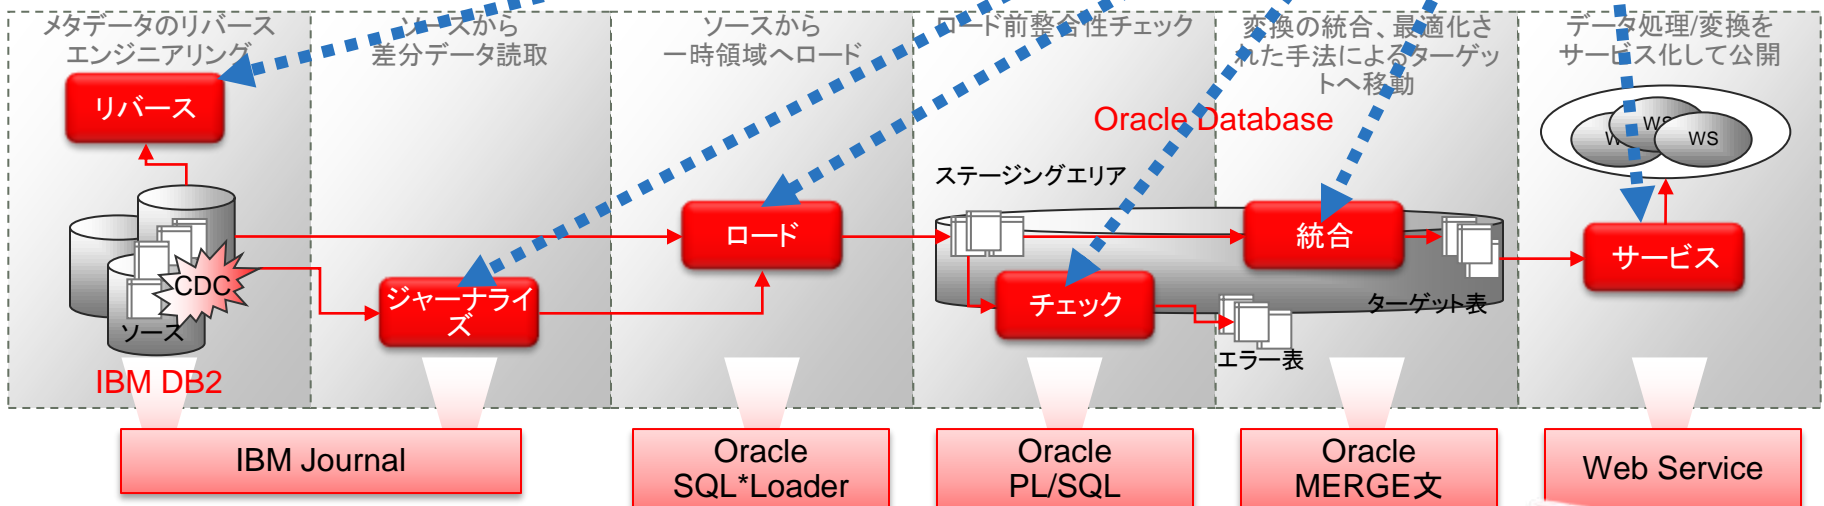 メタデータのリバース
エンジニアリング
ソースから
差分データ読取
ソースから
一時領域へロード
ロード前整合性チェック
変換の統合、最適化さ
れた手法によるターゲッ
トへ移動
データ処理/変換を
サービス化して公開
リバース
Oracle Database
WS
WS
ステージングエリア
ロード
統合
サービス
CDC
ジャーナライ
ズ
チェック
ターゲット表
ソース
エラー表
IBM DB2
IBM Journal
Oracle
SQL*Loader
Oracle
PL/SQL
Oracle
MERGE文
Web Service